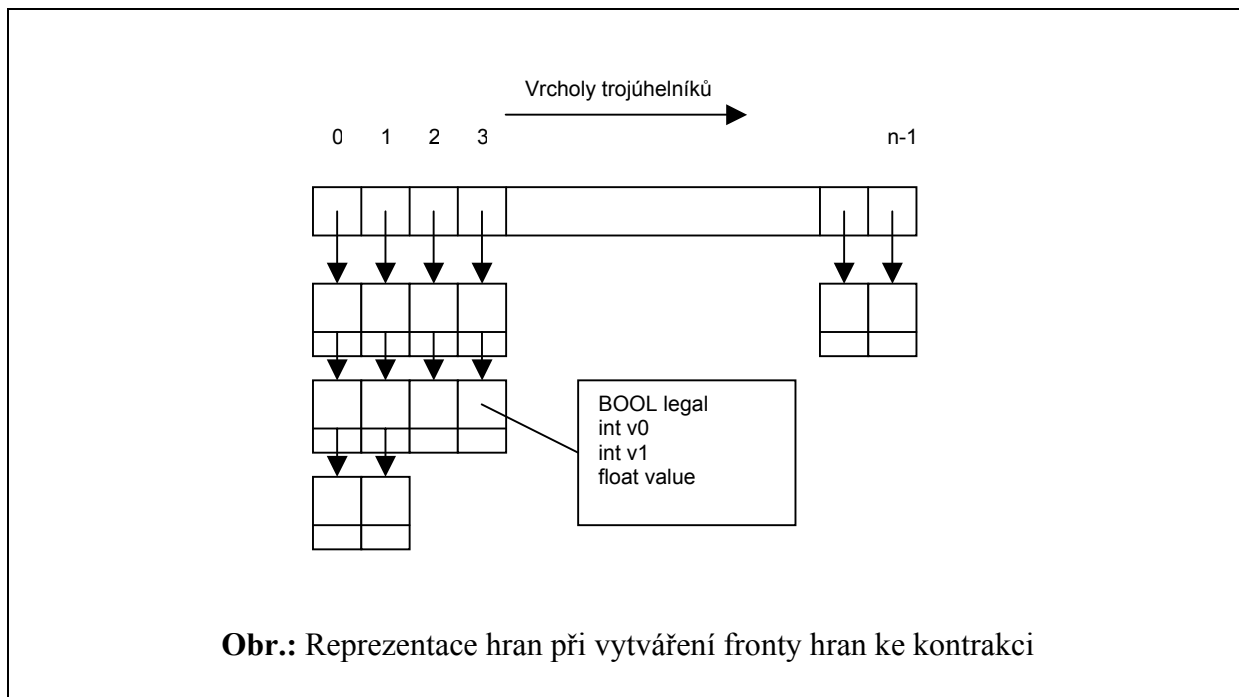 Vrcholy trojúhelníků
0 1 2 3 n-1
BOOL legal
int v0
int v1
float value
Obr.: Reprezentace hran při vytváření fronty hran ke kontrakci